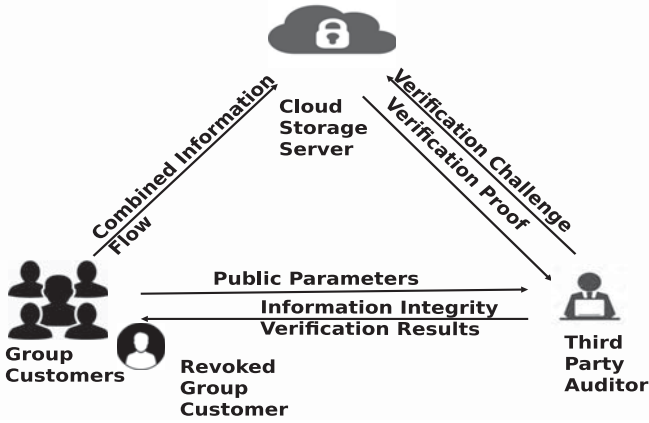 Cloud
Storage
Server
Combined Information
Flow
Verification Challenge
Verification Proof
Public Parameters
Information Integrity
Verification Results
Group
Customers
Revoked
Group
Customer
Third
Party
Auditor